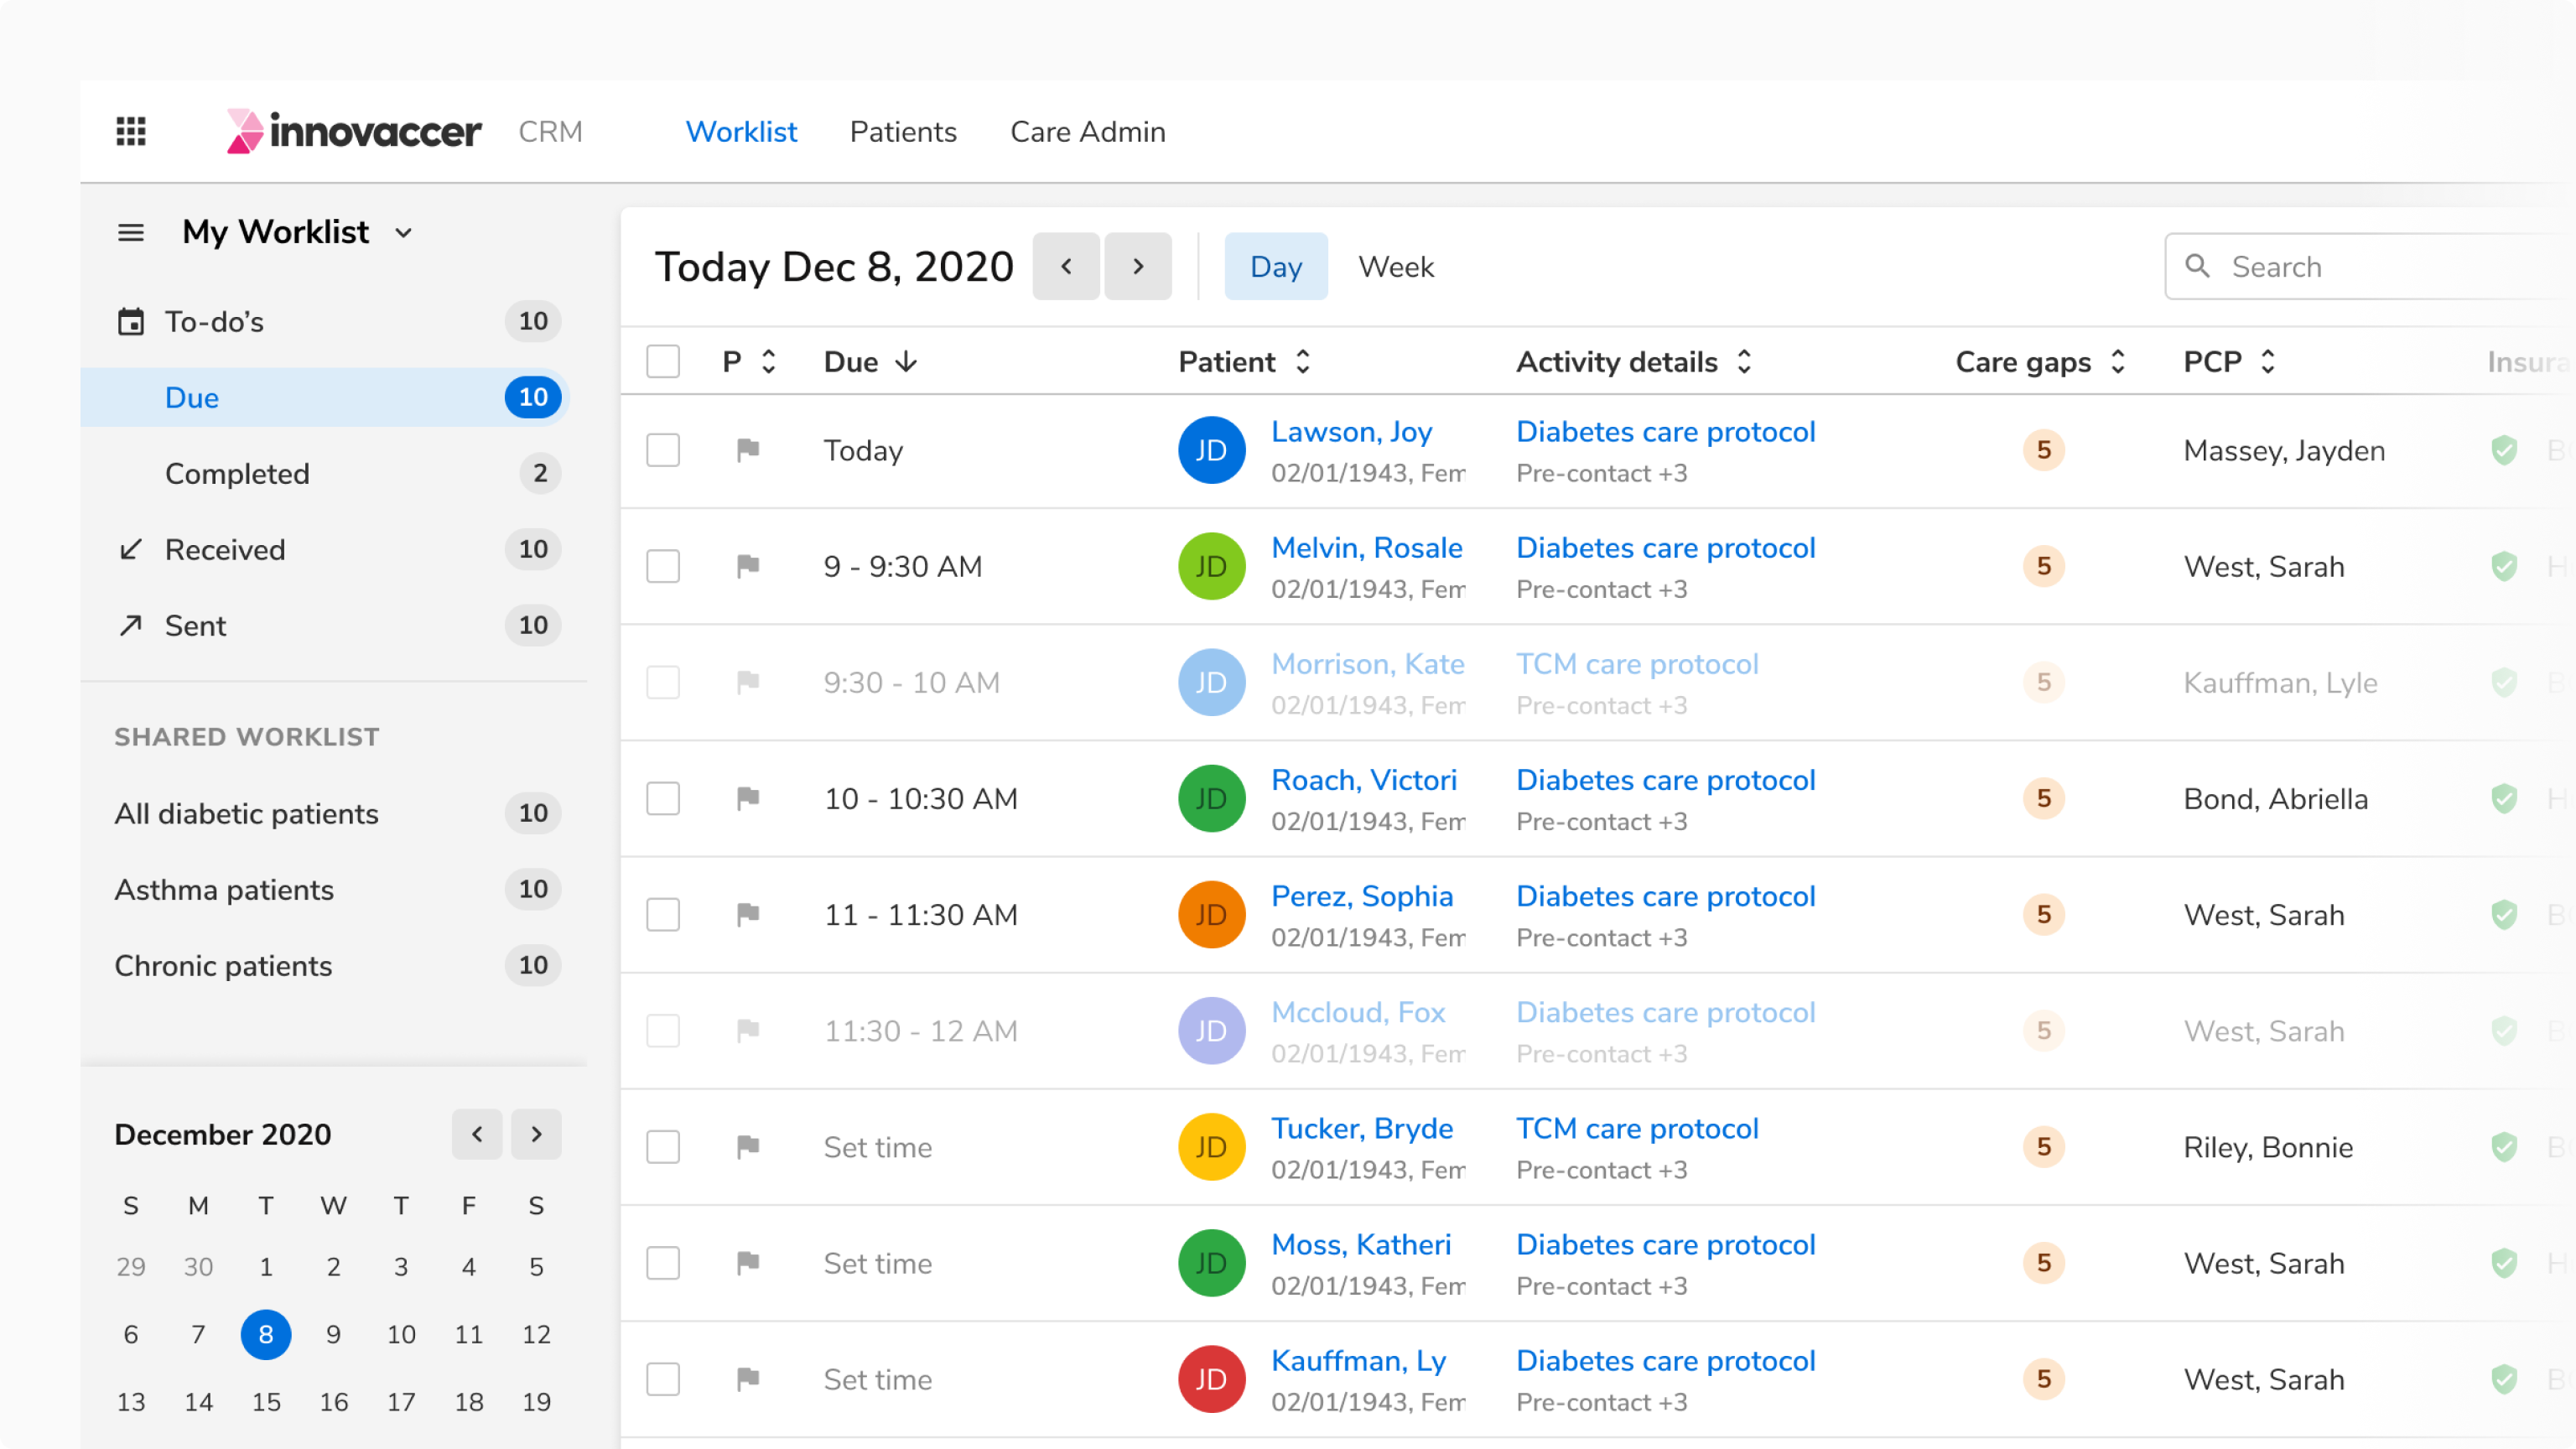 innovaccer CRM Worklist Patients Care Admin
My Worklist
To-do’s 10
Due 10
Completed 2
Received 10
Sent 10
SHARED WORKLIST
All diabetic patients 10
Asthma patients 10
Chronic patients 10
December 2020
S M T W T F S
29 30 1 2 3 4 5
6 7 8 9 10 11 12
13 14 15 16 17 18 19
Today Dec 8, 2020 Day Week Search
P Due Patient Activity details Care gaps PCP
Today JD Lawson, Joy Diabetes care protocol 5 Massey, Jayden
02/01/1943, Fem Pre-contact +3
9 - 9:30 AM JD Melvin, Rosale Diabetes care protocol 5 West, Sarah
02/01/1943, Fem Pre-contact +3
9:30 - 10 AM JD Morrison, Kate TCM care protocol 5 Kauffman, Lyle
02/01/1943, Fem Pre-contact +3
10 - 10:30 AM JD Roach, Victori Diabetes care protocol 5 Bond, Abriella
02/01/1943, Fem Pre-contact +3
11 - 11:30 AM JD Perez, Sophia Diabetes care protocol 5 West, Sarah
02/01/1943, Fem Pre-contact +3
11:30 - 12 AM JD Mccloud, Fox Diabetes care protocol 5 West, Sarah
02/01/1943, Fem Pre-contact +3
Set time JD Tucker, Bryde TCM care protocol 5 Riley, Bonnie
02/01/1943, Fem Pre-contact +3
Set time JD Moss, Katheri Diabetes care protocol 5 West, Sarah
02/01/1943, Fem Pre-contact +3
Set time JD Kauffman, Ly Diabetes care protocol 5 West, Sarah
02/01/1943, Fem Pre-contact +3